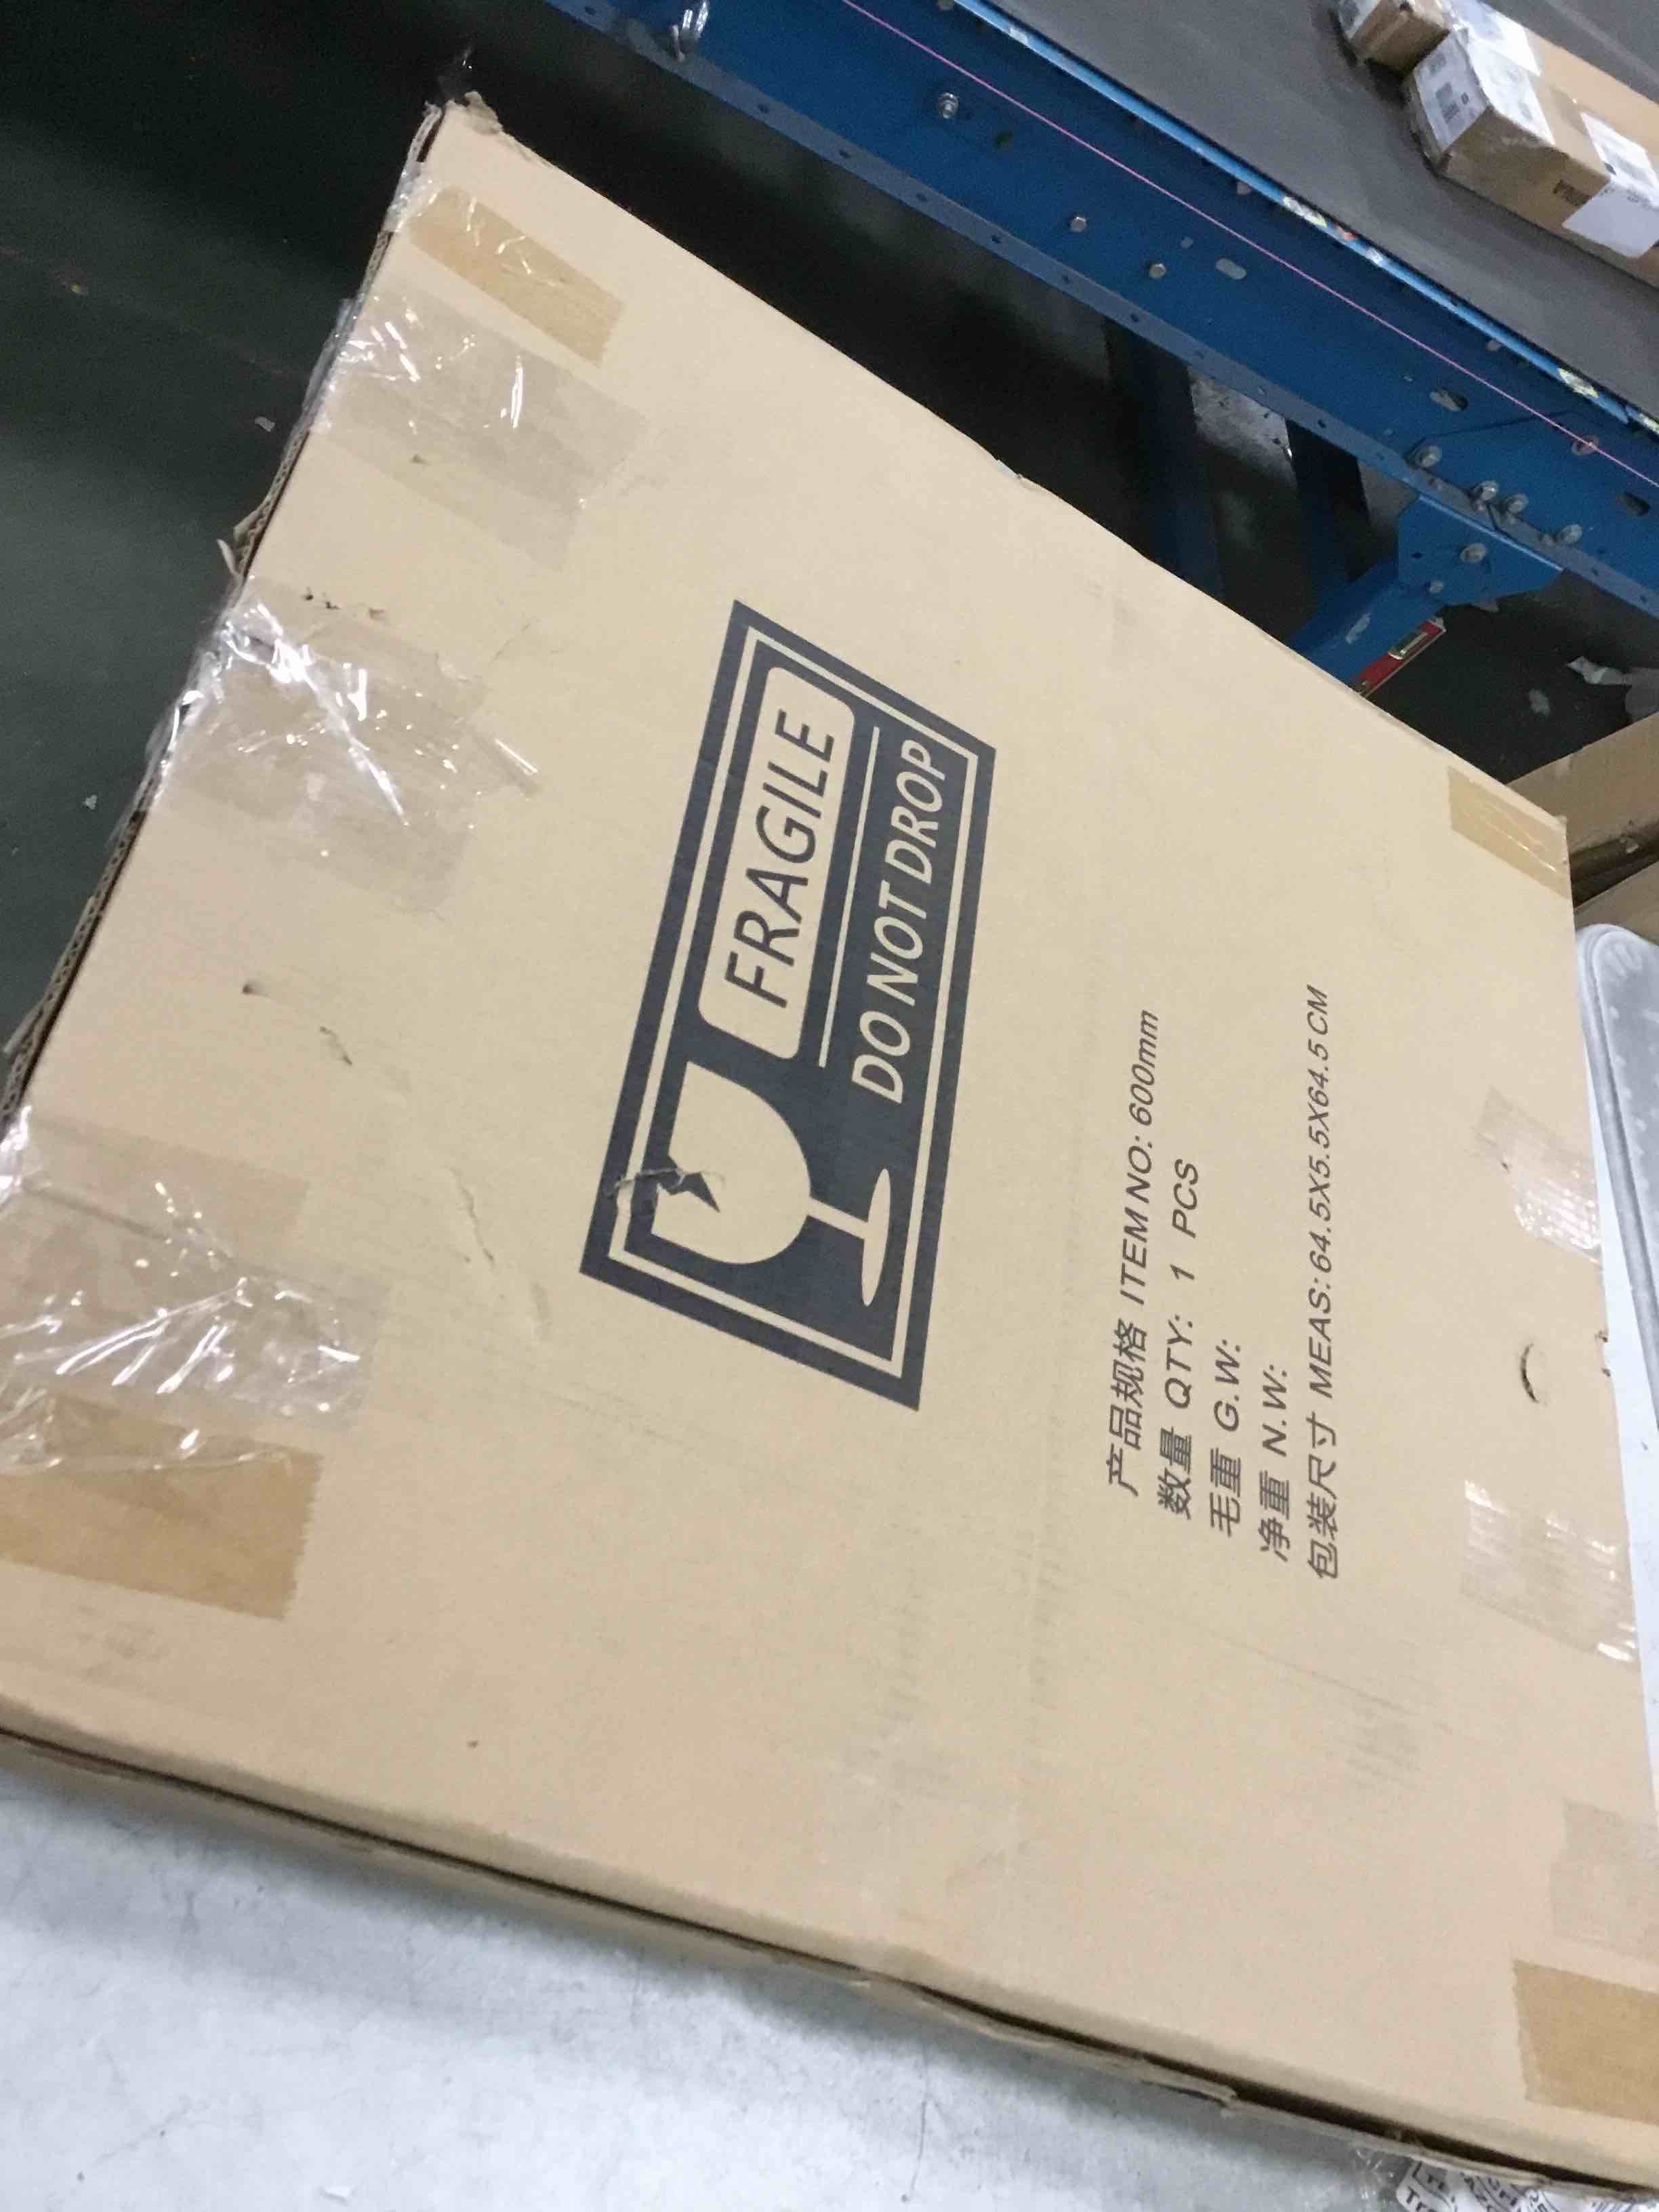 FRAGILE
DO NOT DROP
产品规格 ITEM NO: 600mm
数量 QTY: 1 PCS
毛重 G.W:
净重 N.W:
包装尺寸 MEAS: 64.5X5.5X64.5 CM